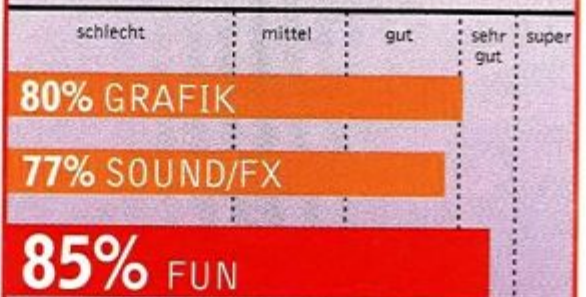 schlecht mittel gut sehr gut super
80% GRAFIK
77% SOUND/FX
85% FUN